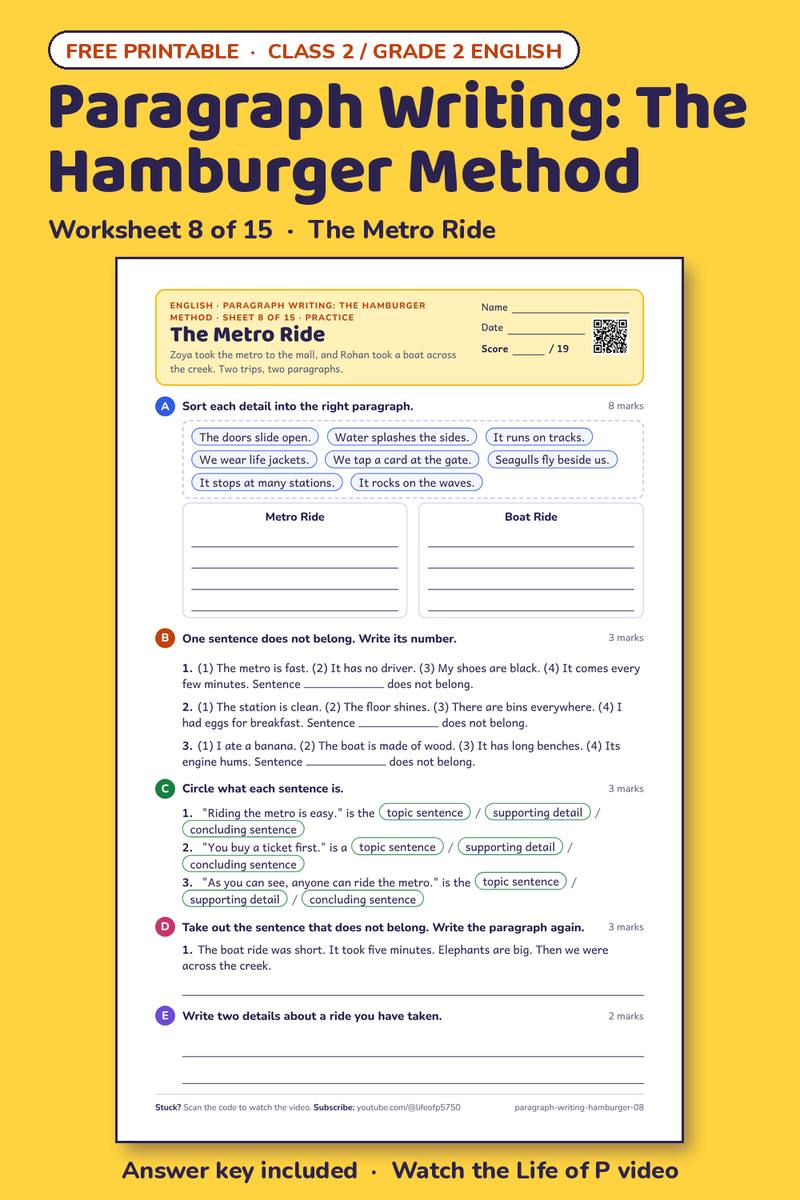 FREE PRINTABLE · CLASS 2 / GRADE 2 ENGLISH
Paragraph Writing: The
Hamburger Method
Worksheet 8 of 15 · The Metro Ride
ENGLISH · PARAGRAPH WRITING: THE HAMBURGER
METHOD · SHEET 8 OF 15 · PRACTICE
The Metro Ride
Zoya took the metro to the mall, and Rohan took a boat across
the creek. Two trips, two paragraphs.
Name
Date
Score ______ / 19
A Sort each detail into the right paragraph. 8 marks
The doors slide open. Water splashes the sides. It runs on tracks.
We wear life jackets. We tap a card at the gate. Seagulls fly beside us.
It stops at many stations. It rocks on the waves.
Metro Ride Boat Ride
B One sentence does not belong. Write its number. 3 marks
1. (1) The metro is fast. (2) It has no driver. (3) My shoes are black. (4) It comes every
few minutes. Sentence ____________ does not belong.
2. (1) The station is clean. (2) The floor shines. (3) There are bins everywhere. (4) I
had eggs for breakfast. Sentence ____________ does not belong.
3. (1) I ate a banana. (2) The boat is made of wood. (3) It has long benches. (4) Its
engine hums. Sentence ____________ does not belong.
C Circle what each sentence is. 3 marks
1. "Riding the metro is easy." is the topic sentence / supporting detail /
concluding sentence
2. "You buy a ticket first." is a topic sentence / supporting detail /
concluding sentence
3. "As you can see, anyone can ride the metro." is the topic sentence /
supporting detail / concluding sentence
D Take out the sentence that does not belong. Write the paragraph again. 3 marks
1. The boat ride was short. It took five minutes. Elephants are big. Then we were
across the creek.
E Write two details about a ride you have taken. 2 marks
Stuck? Scan the code to watch the video. Subscribe: youtube.com/@lifeofp5750 paragraph-writing-hamburger-08
Answer key included · Watch the Life of P video